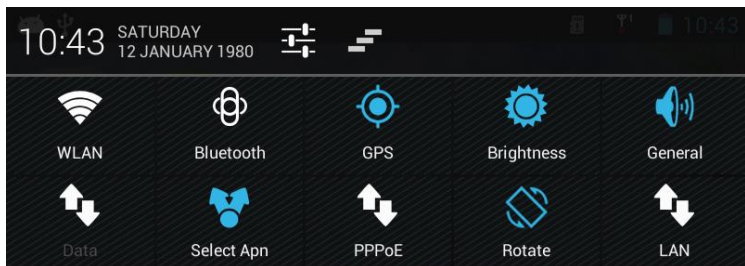 10:43 SATURDAY
12 JANUARY 1980
10:43
WLAN Bluetooth GPS Brightness General
Data Select Apn PPPoE Rotate LAN